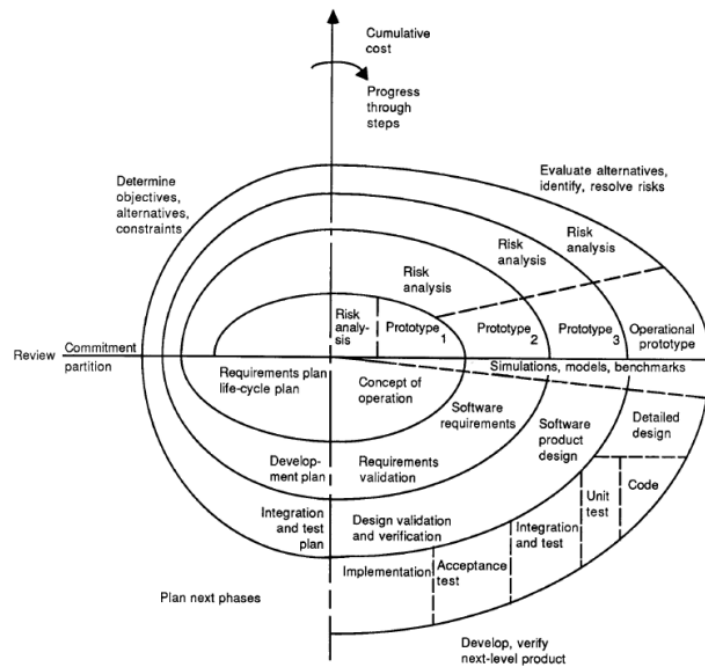 Cumulative
cost
Progress
through
steps
Determine
objectives,
alternatives,
constraints
Evaluate alternatives,
identify, resolve risks
Risk
analysis
Risk
analysis
Risk
analysis
Risk
analy-
sis
Prototype
1
Prototype
2
Prototype
3
Operational
prototype
Review
Commitment
partition
Simulations, models, benchmarks
Requirements plan
life-cycle plan
Concept of
operation
Software
requirements
Software
product
design
Detailed
design
Develop-
ment plan
Requirements
validation
Code
Unit
test
Integration
and test
plan
Design validation
and verification
Integration
and test
Acceptance
test
Implementation
Plan next phases
Develop, verify
next-level product